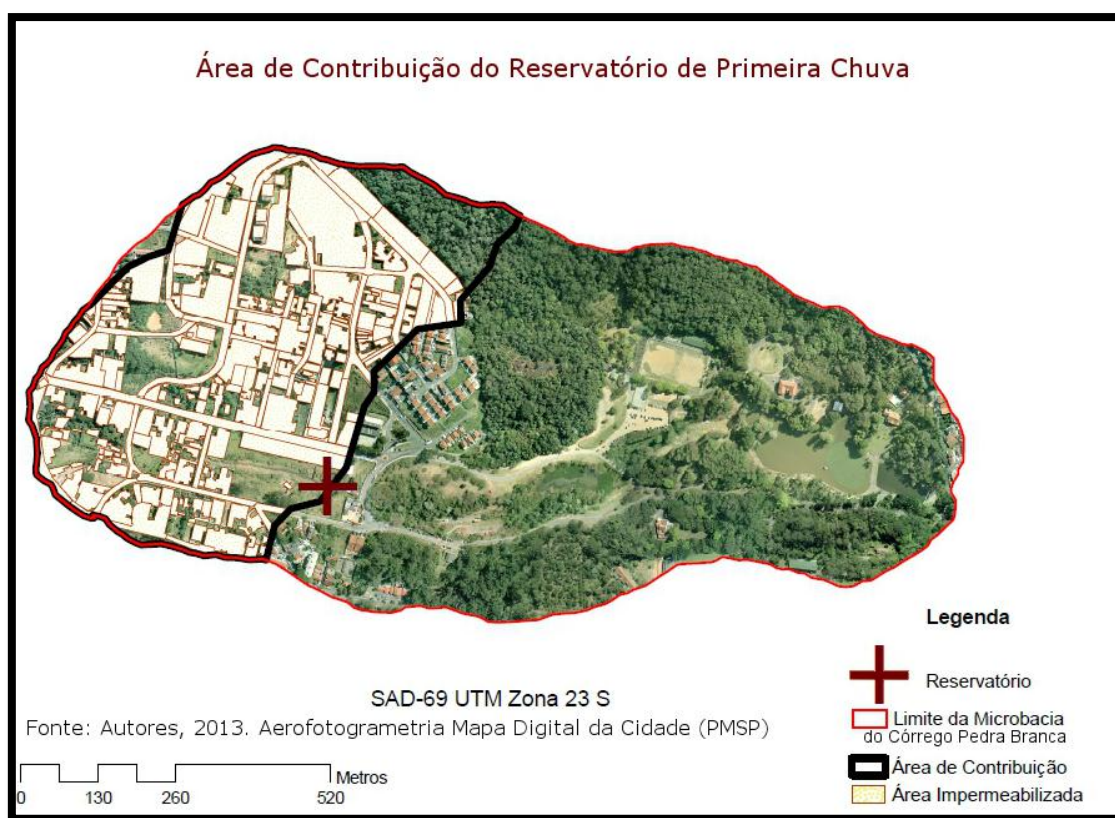 Área de Contribuição do Reservatório de Primeira Chuva
SAD-69 UTM Zona 23 S
Fonte: Autores, 2013. Aerofotogrametria Mapa Digital da Cidade (PMSP)
Metros
0 130 260 520
Legenda
Reservatório
Limite da Microbacia
do Córrego Pedra Branca
Área de Contribuição
Área Impermeabilizada